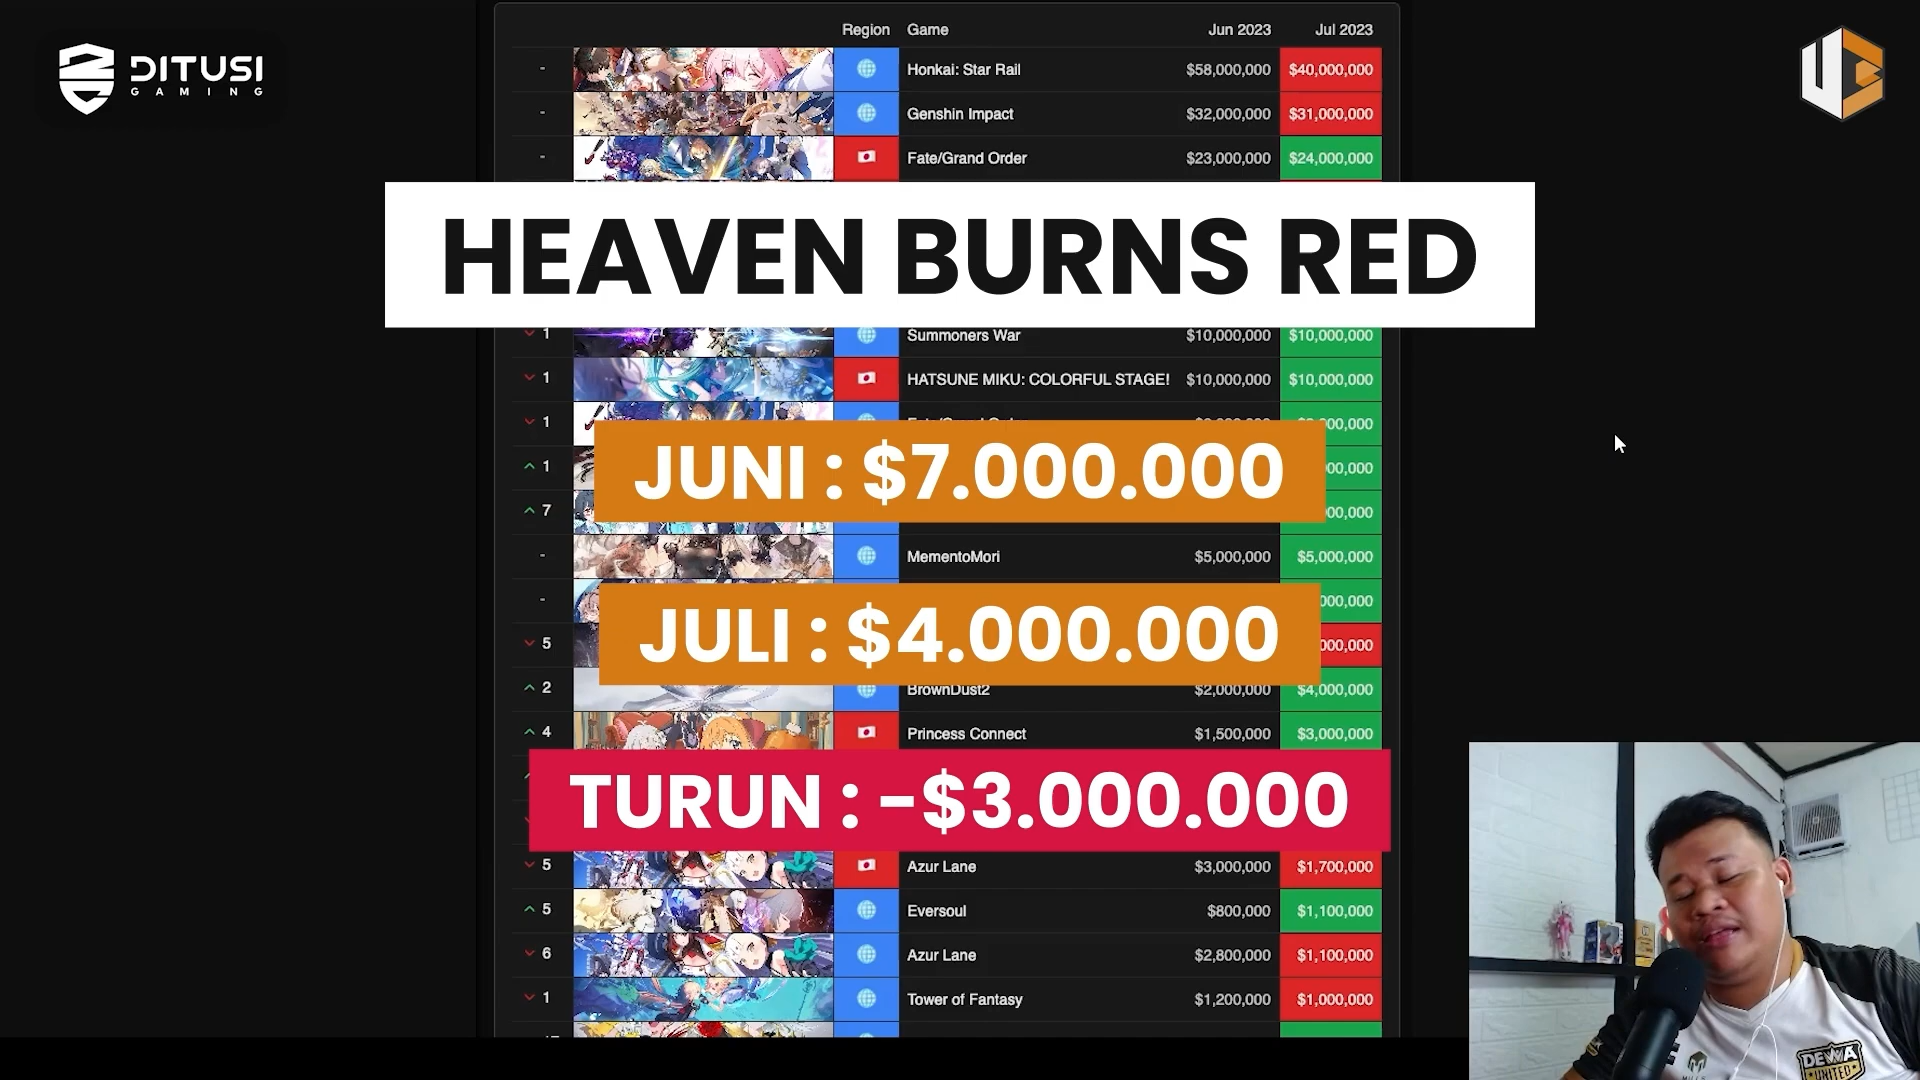 DITUSI
GAMING
Region Game Jun 2023 Jul 2023
- Honkai: Star Rail $58,000,000 $40,000,000
- Genshin Impact $32,000,000 $31,000,000
- Fate/Grand Order $23,000,000 $24,000,000
HEAVEN BURNS RED
1 Summoners War $10,000,000 $10,000,000
1 HATSUNE MIKU: COLORFUL STAGE! $10,000,000 $10,000,000
1
1
JUNI : $7.000.000
7
- MementoMori $5,000,000 $5,000,000
-
JULI : $4.000.000
5
2 BrownDust2 $2,000,000 $4,000,000
4 Princess Connect $1,500,000 $3,000,000
TURUN : -$3.000.000
5 Azur Lane $3,000,000 $1,700,000
5 Eversoul $800,000 $1,100,000
6 Azur Lane $2,800,000 $1,100,000
1 Tower of Fantasy $1,200,000 $1,000,000
DEWA
UNITED